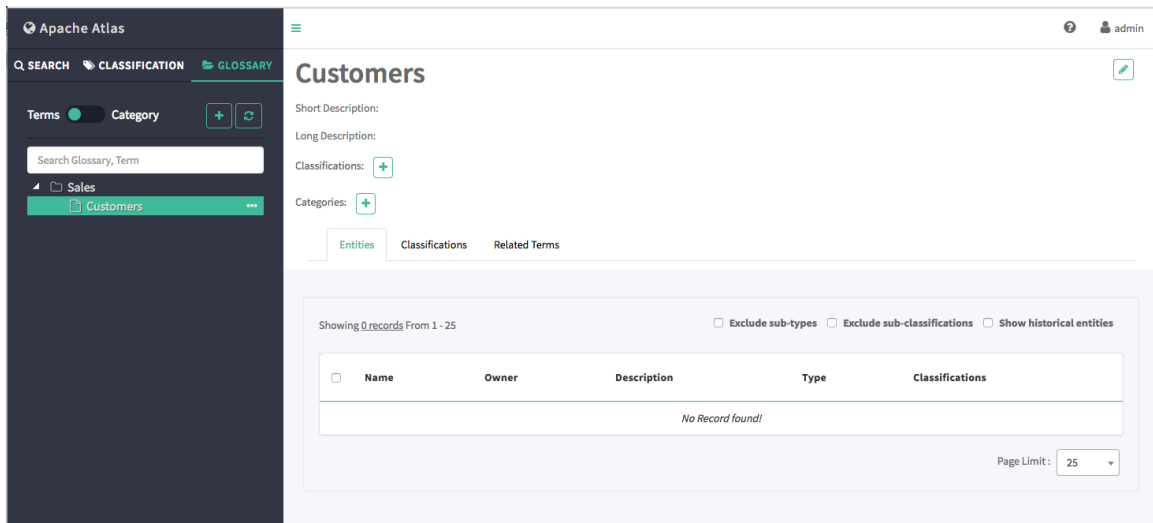 Apache Atlas
admin
SEARCH CLASSIFICATION GLOSSARY
Terms Category
Search Glossary, Term
Sales
Customers
Customers
Short Description:
Long Description:
Classifications:
Categories:
Entities Classifications Related Terms
Showing 0 records From 1 - 25
Exclude sub-types Exclude sub-classifications Show historical entities
Name Owner Description Type Classifications
No Record found!
Page Limit : 25